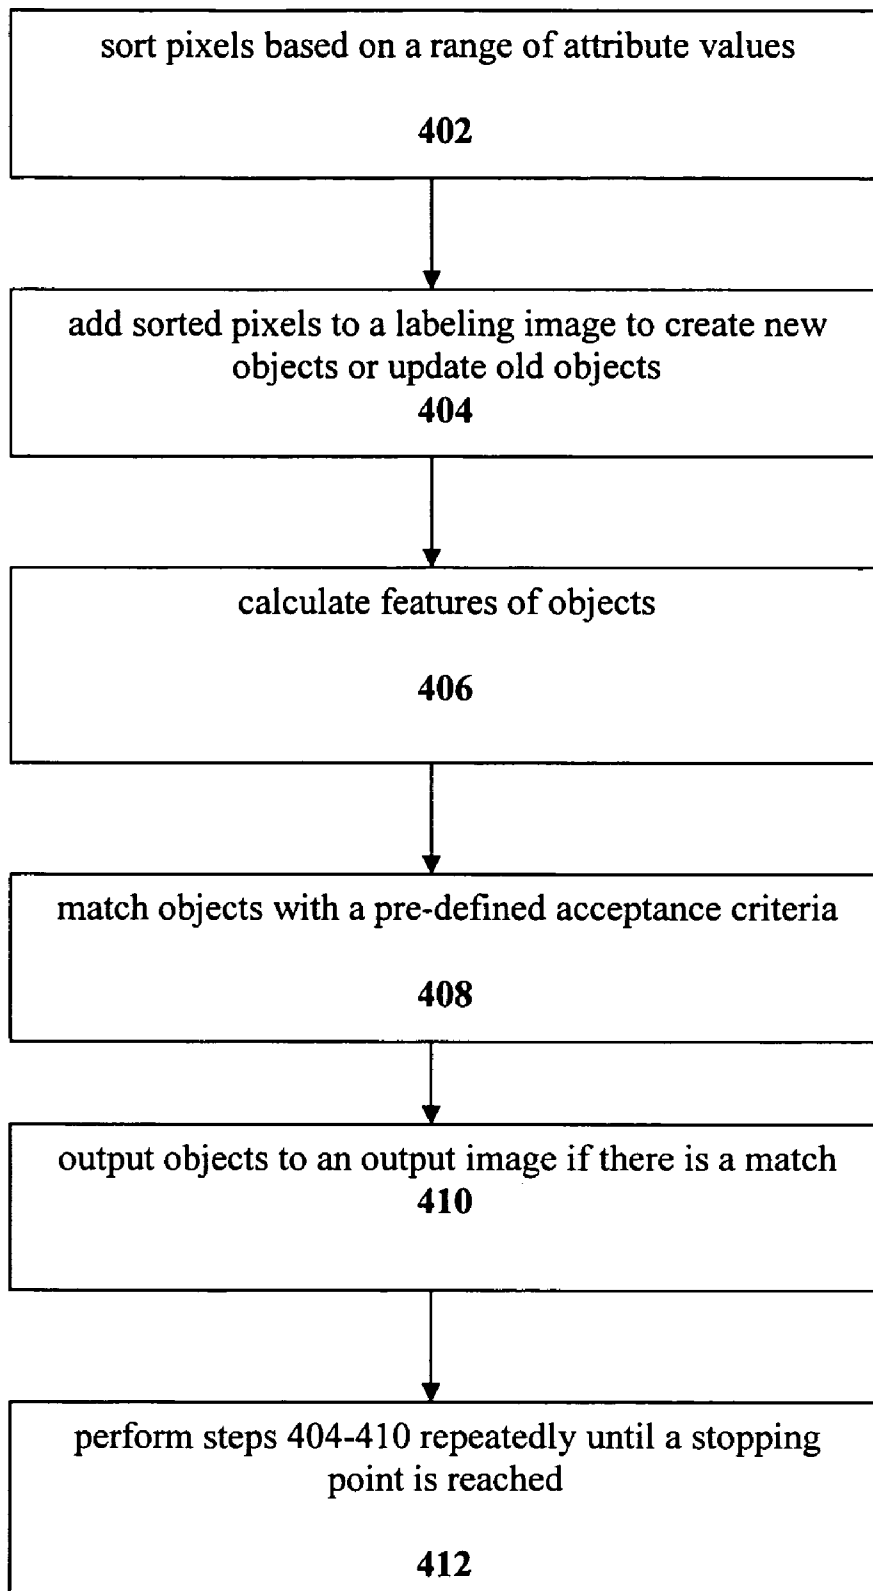 sort pixels based on a range of attribute values
402
add sorted pixels to a labeling image to create new
objects or update old objects
404
calculate features of objects
406
match objects with a pre-defined acceptance criteria
408
output objects to an output image if there is a match
410
perform steps 404-410 repeatedly until a stopping
point is reached
412